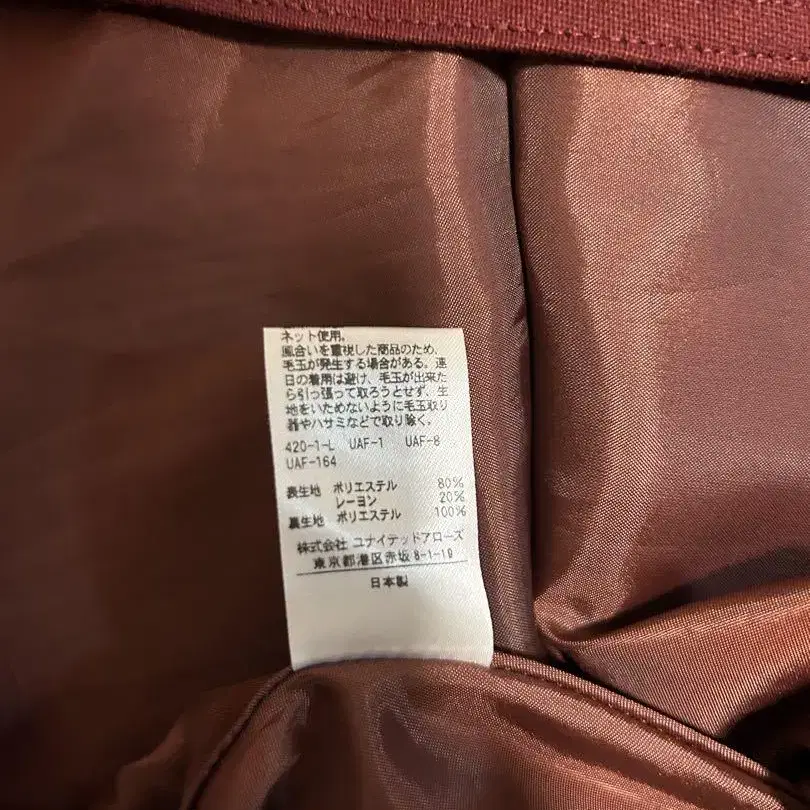 ネット使用。
風合いを重視した商品のため、
毛玉が発生する場合がある。連
日の着用は避け、毛玉が出来た
ら引っ張って取ろうとせず、生
地をいためないように毛玉取り
器やハサミなどで取り除く。
420-1-L UAF-1 UAF-8
UAF-164
表生地 ポリエステル 80%
レーヨン 20%
裏生地 ポリエステル 100%
株式会社 ユナイテッドアローズ
東京都港区赤坂 8-1-19
日本製